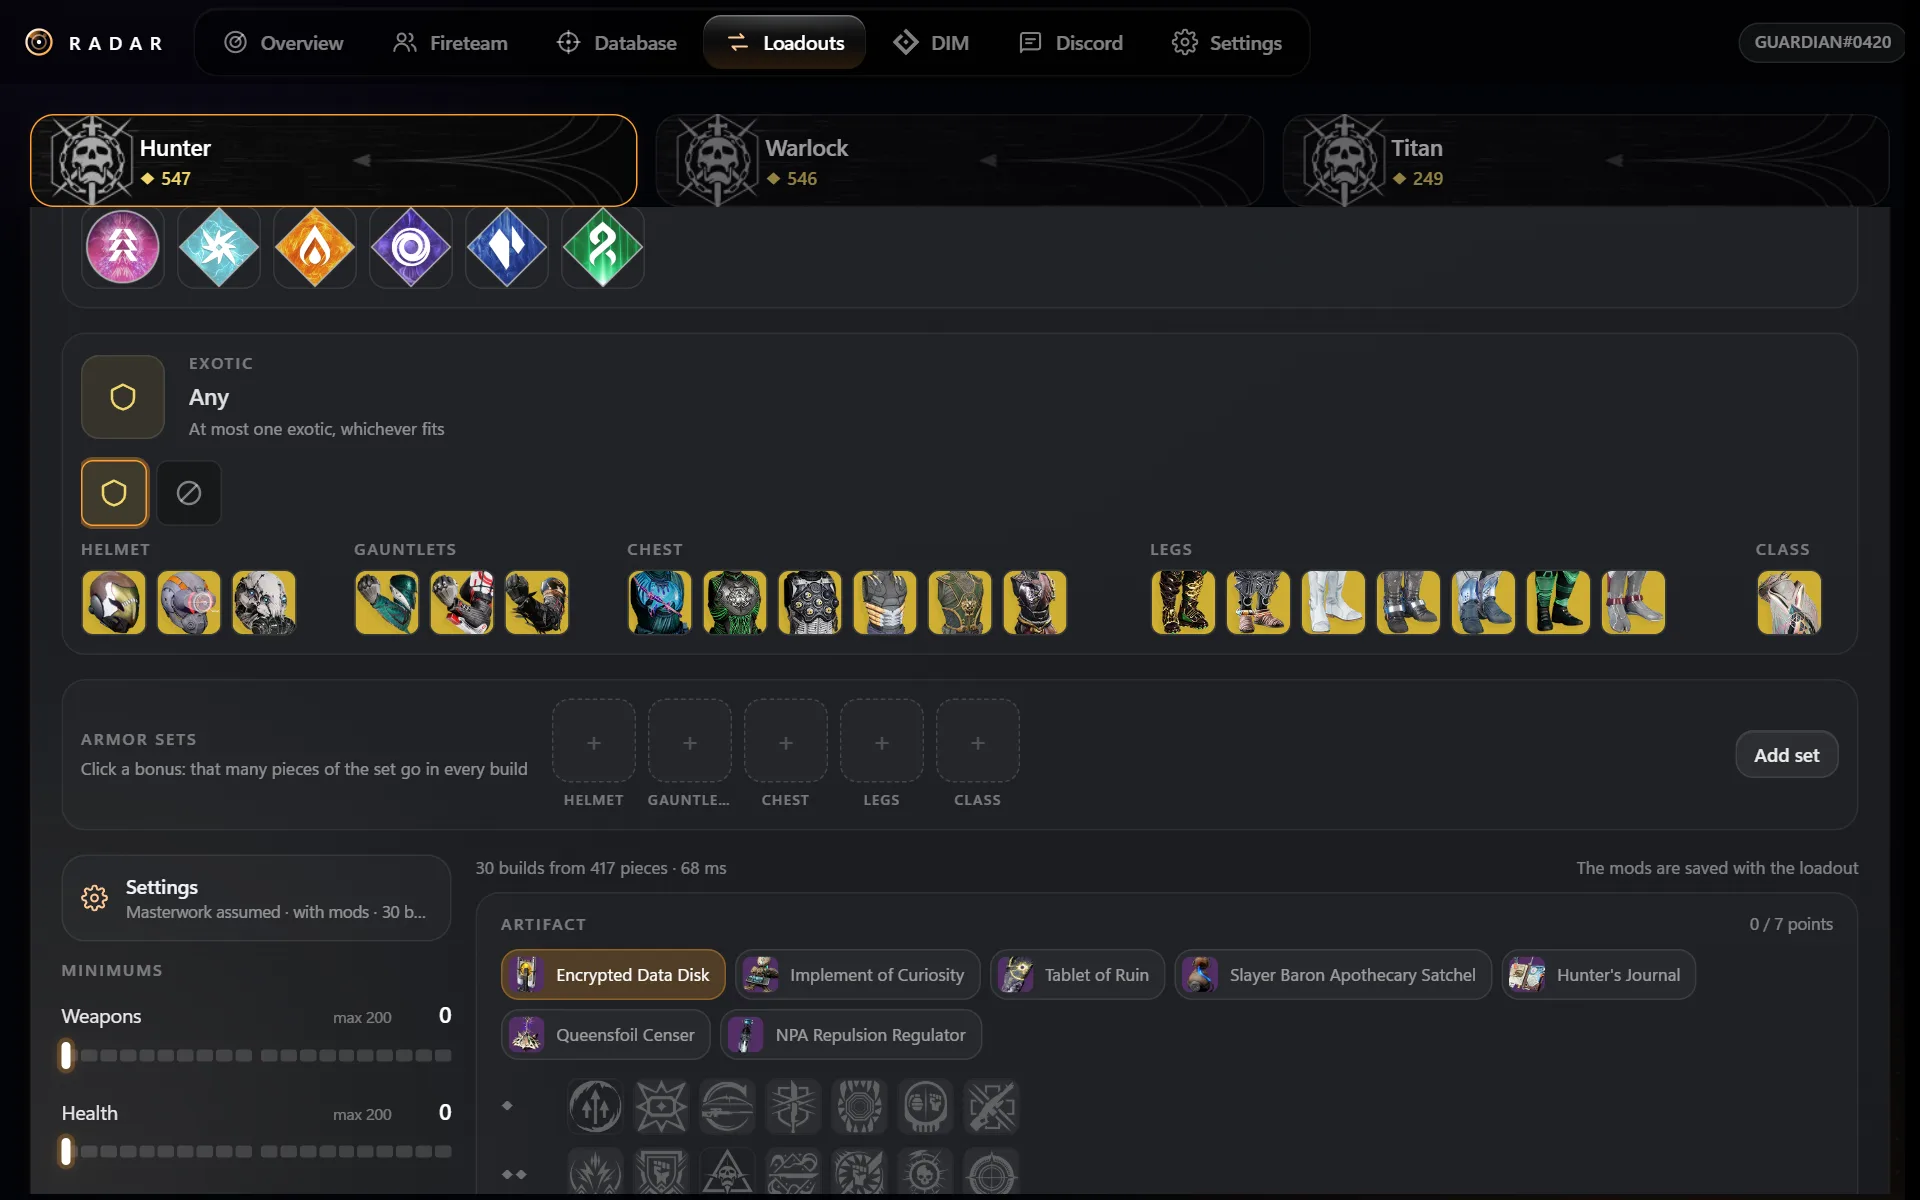 RADAR
Overview
Fireteam
Database
Loadouts
DIM
Discord
Settings
GUARDIAN#0420
Hunter
547
Warlock
546
Titan
249
EXOTIC
Any
At most one exotic, whichever fits
HELMET
GAUNTLETS
CHEST
LEGS
CLASS
ARMOR SETS
Click a bonus: that many pieces of the set go in every build
+
+
+
+
+
HELMET
GAUNTLE...
CHEST
LEGS
CLASS
Add set
Settings
Masterwork assumed · with mods · 30 b...
30 builds from 417 pieces · 68 ms
The mods are saved with the loadout
MINIMUMS
Weapons
max 200
0
Health
max 200
0
ARTIFACT
0 / 7 points
Encrypted Data Disk
Implement of Curiosity
Tablet of Ruin
Slayer Baron Apothecary Satchel
Hunter's Journal
Queensfoil Censer
NPA Repulsion Regulator